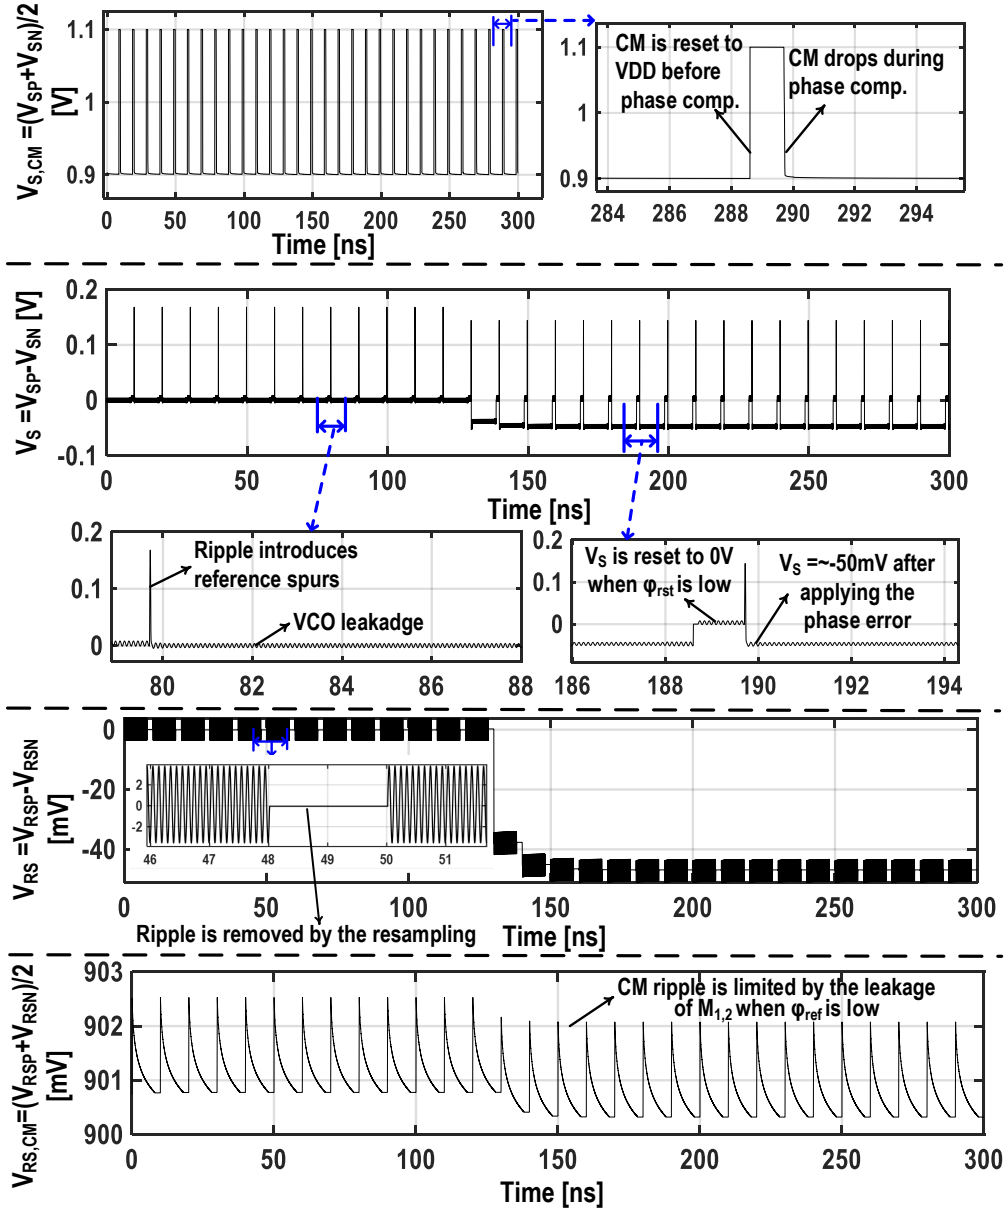 V_S,CM =(V_SP+V_SN)/2
[V]
1.1
1
0.9
0 50 100 150 200 250 300
Time [ns]
1.1
1
0.9
CM is reset to
VDD before
phase comp.
CM drops during
phase comp.
284 286 288 290 292 294
V_S =V_SP-V_SN [V]
0.2
0.1
0
-0.1
0 50 100 150 200 250 300
Time [ns]
0.2
0.1
0
Ripple introduces
reference spurs
VCO leakadge
80 82 84 86 88
0.2
0.1
0
V_S is reset to 0V
when φ_rst is low
V_S =~-50mV after
applying the
phase error
186 188 190 192 194
V_RS =V_RSP-V_RSN
[mV]
0
-20
-40
2
0
-2
46 47 48 49 50 51
0 50 100 150 200 250 300
Ripple is removed by the resampling
Time [ns]
V_RS,CM=(V_RSP+V_RSN)/2
[mV]
903
902
901
900
CM ripple is limited by the leakage
of M_1,2 when φ_ref is low
0 50 100 150 200 250 300
Time [ns]